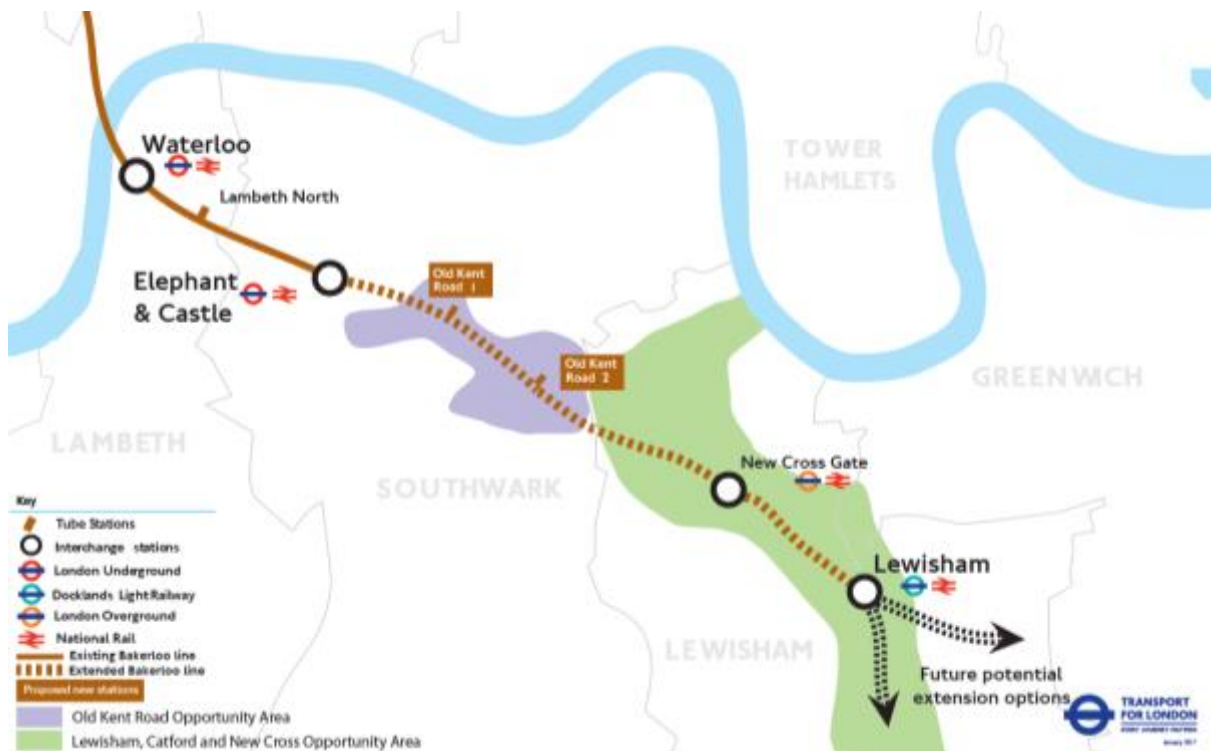 Waterloo
Lambeth North
TOWER
HAMLETS
Elephant
& Castle
Old Kent
Road 1
Old Kent
Road 2
GREENWICH
LAMBETH
SOUTHWARK
New Cross Gate
Lewisham
LEWISHAM
Future potential
extension options
Key
Tube Stations
Interchange stations
London Underground
Docklands Light Railway
London Overground
National Rail
Existing Bakerloo line
Extended Bakerloo line
Proposed new stations
Old Kent Road Opportunity Area
Lewisham, Catford and New Cross Opportunity Area
TRANSPORT
FOR LONDON
EVERY JOURNEY MATTERS